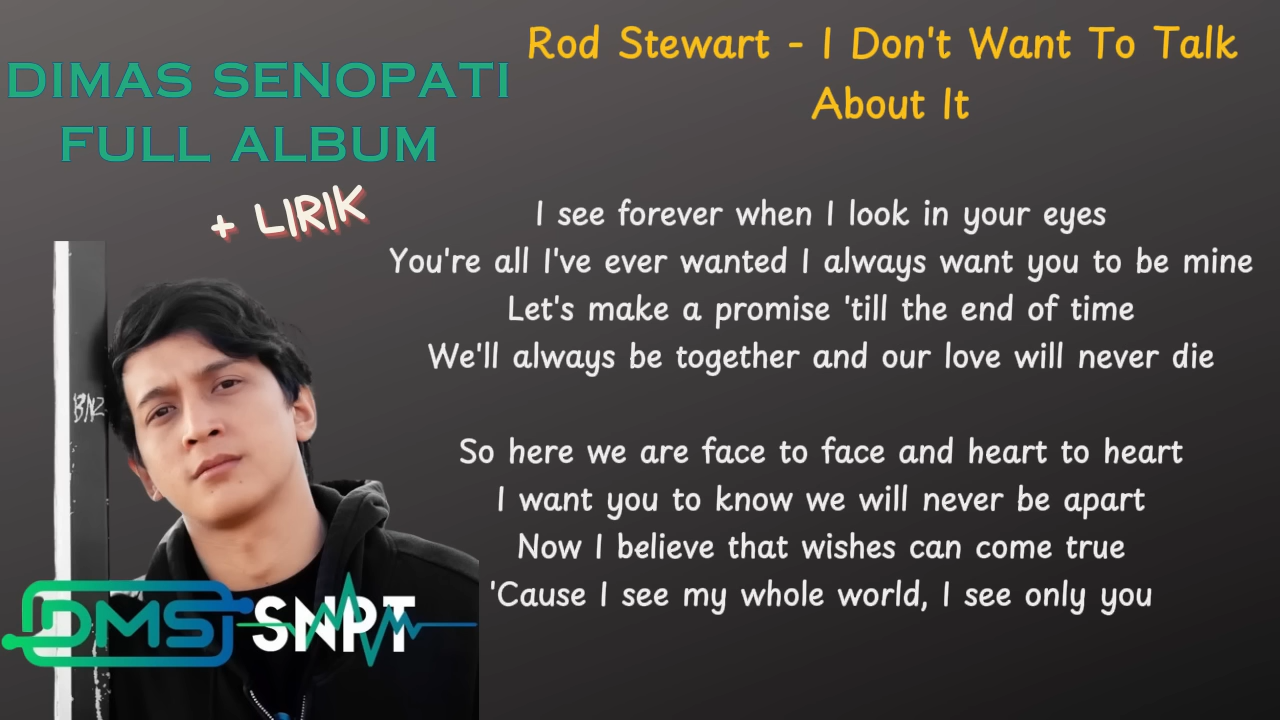 DIMAS SENOPATI
FULL ALBUM
+ LIRIK
Rod Stewart - I Don't Want To Talk
About It
I see forever when I look in your eyes
You're all I've ever wanted I always want you to be mine
Let's make a promise 'till the end of time
We'll always be together and our love will never die
So here we are face to face and heart to heart
I want you to know we will never be apart
Now I believe that wishes can come true
'Cause I see my whole world, I see only you
BNZ
DMS SNPT